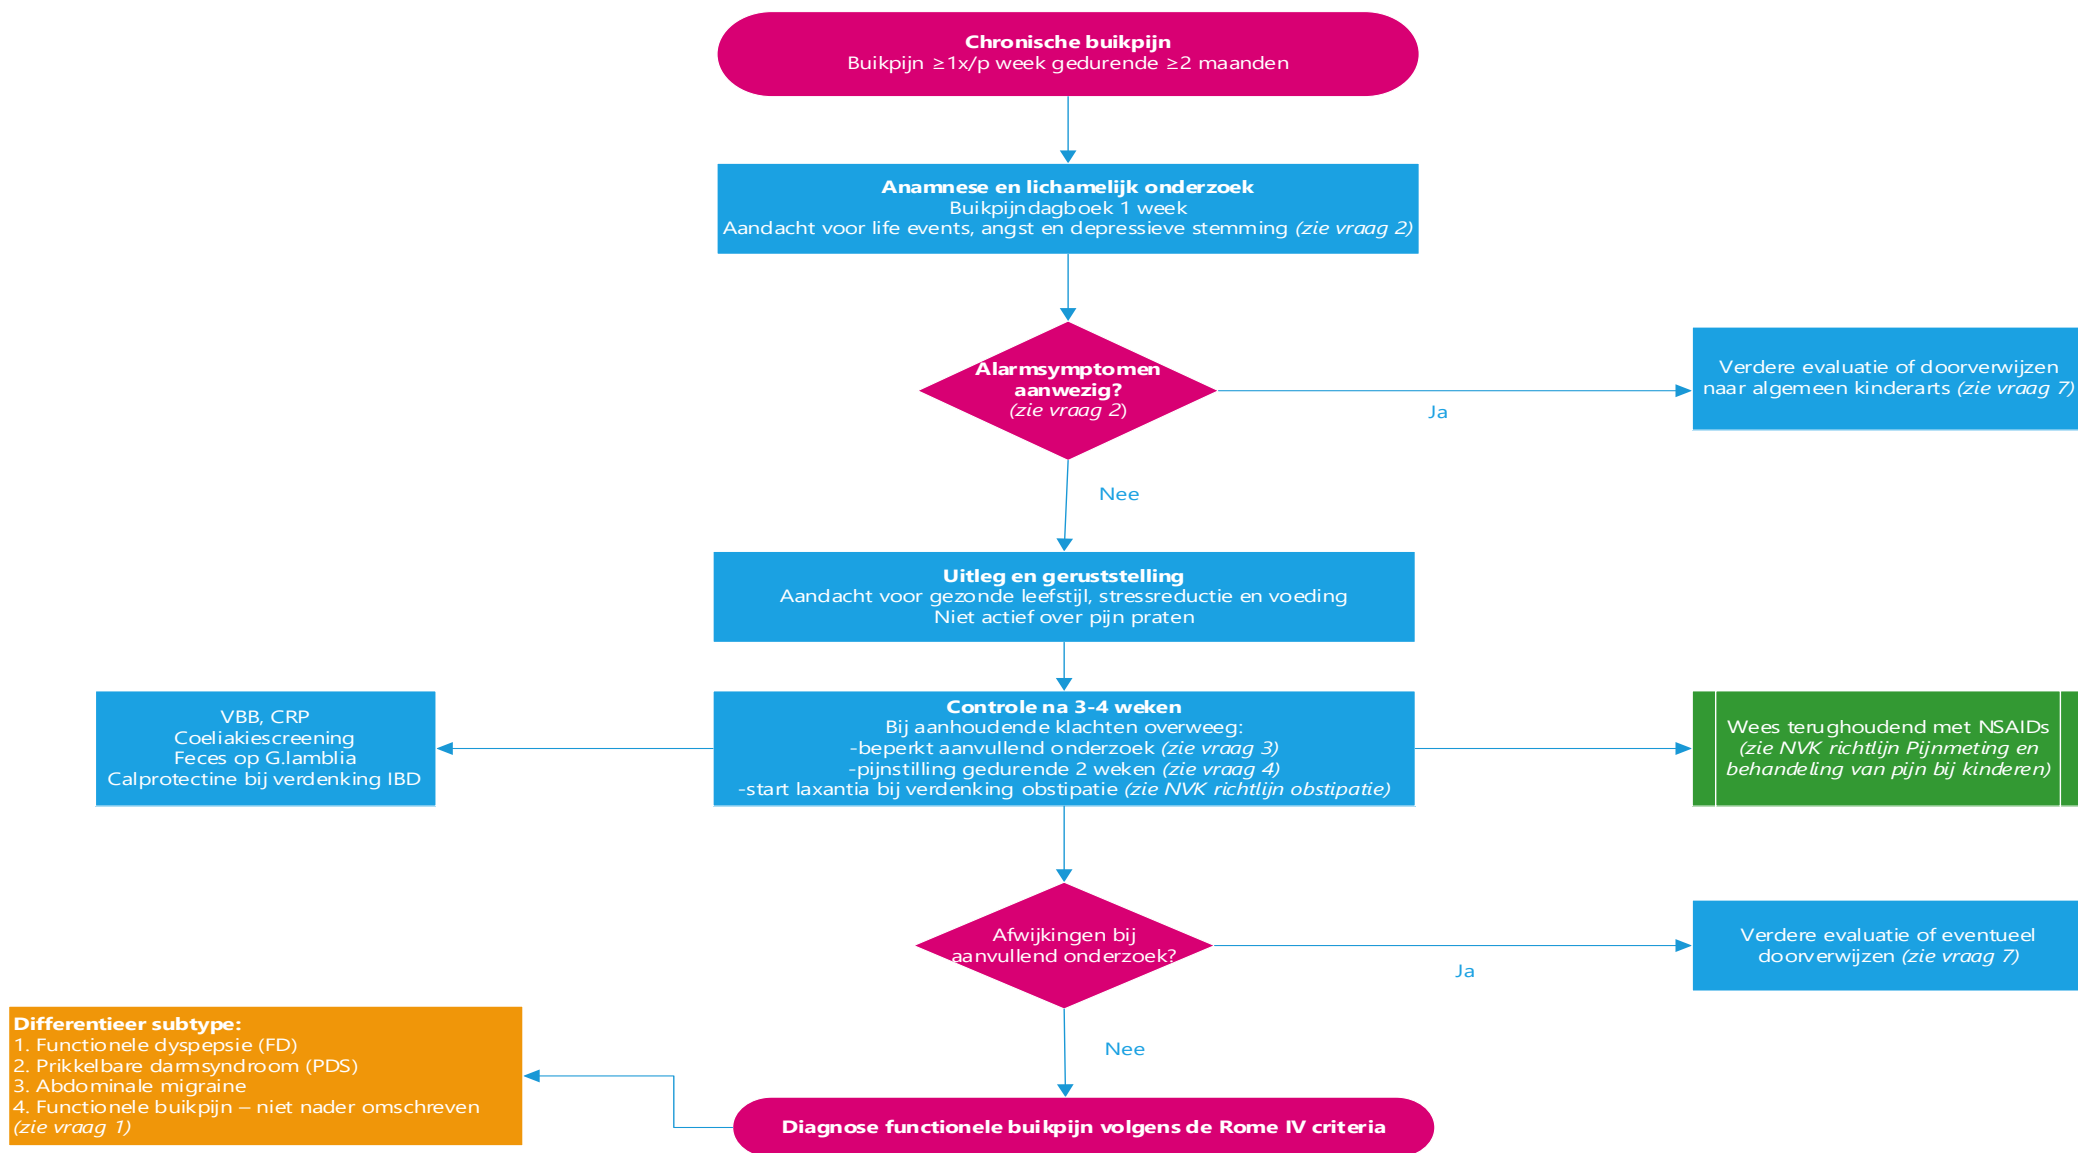 Chronische buikpijn
Buikpijn ≥1x/p week gedurende ≥2 maanden
Anamnese en lichamelijk onderzoek
Buikpijndagboek 1 week
Aandacht voor life events, angst en depressieve stemming (zie vraag 2)
Alarmsymptomen
aanwezig?
(zie vraag 2)
Ja
Verdere evaluatie of doorverwijzen
naar algemeen kinderarts (zie vraag 7)
Nee
Uitleg en geruststelling
Aandacht voor gezonde leefstijl, stressreductie en voeding
Niet actief over pijn praten
VBB, CRP
Coeliakiescreening
Feces op G.lamblia
Calprotectine bij verdenking IBD
Controle na 3-4 weken
Bij aanhoudende klachten overweeg:
-beperkt aanvullend onderzoek (zie vraag 3)
-pijnstilling gedurende 2 weken (zie vraag 4)
-start laxantia bij verdenking obstipatie (zie NVK richtlijn obstipatie)
Wees terughoudend met NSAIDs
(zie NVK richtlijn Pijnmeting en
behandeling van pijn bij kinderen)
Afwijkingen bij
aanvullend onderzoek?
Ja
Verdere evaluatie of eventueel
doorverwijzen (zie vraag 7)
Nee
Differentieer subtype:
1. Functionele dyspepsie (FD)
2. Prikkelbare darmsyndroom (PDS)
3. Abdominale migraine
4. Functionele buikpijn – niet nader omschreven
(zie vraag 1)
Diagnose functionele buikpijn volgens de Rome IV criteria